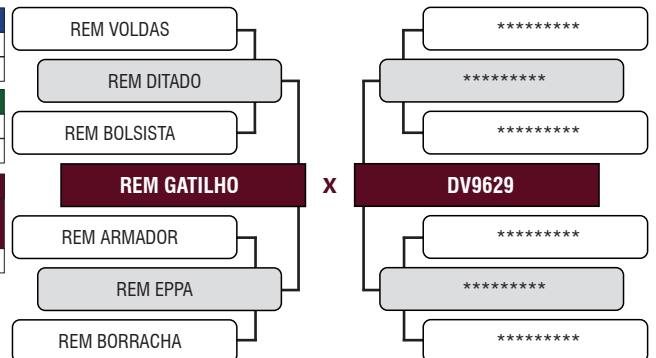 REM VOLDAS
*********
REM DITADO
*********
REM BOLSISTA
*********
REM GATILHO X DV9629
REM ARMADOR
*********
REM EPPA
*********
REM BORRACHA
*********